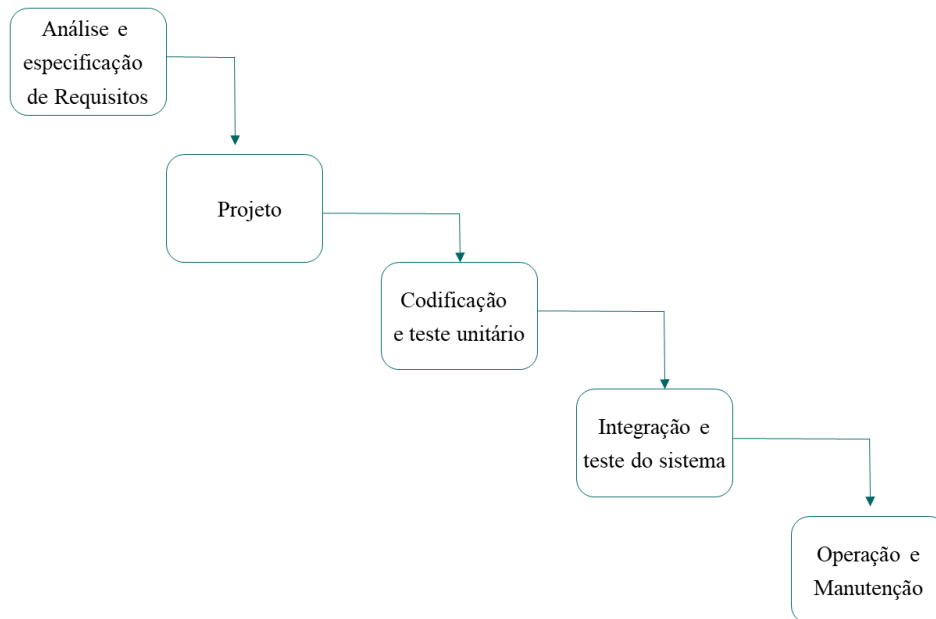 Análise e
especificação
de Requisitos
Projeto
Codificação
e teste unitário
Integração e
teste do sistema
Operação e
Manutenção